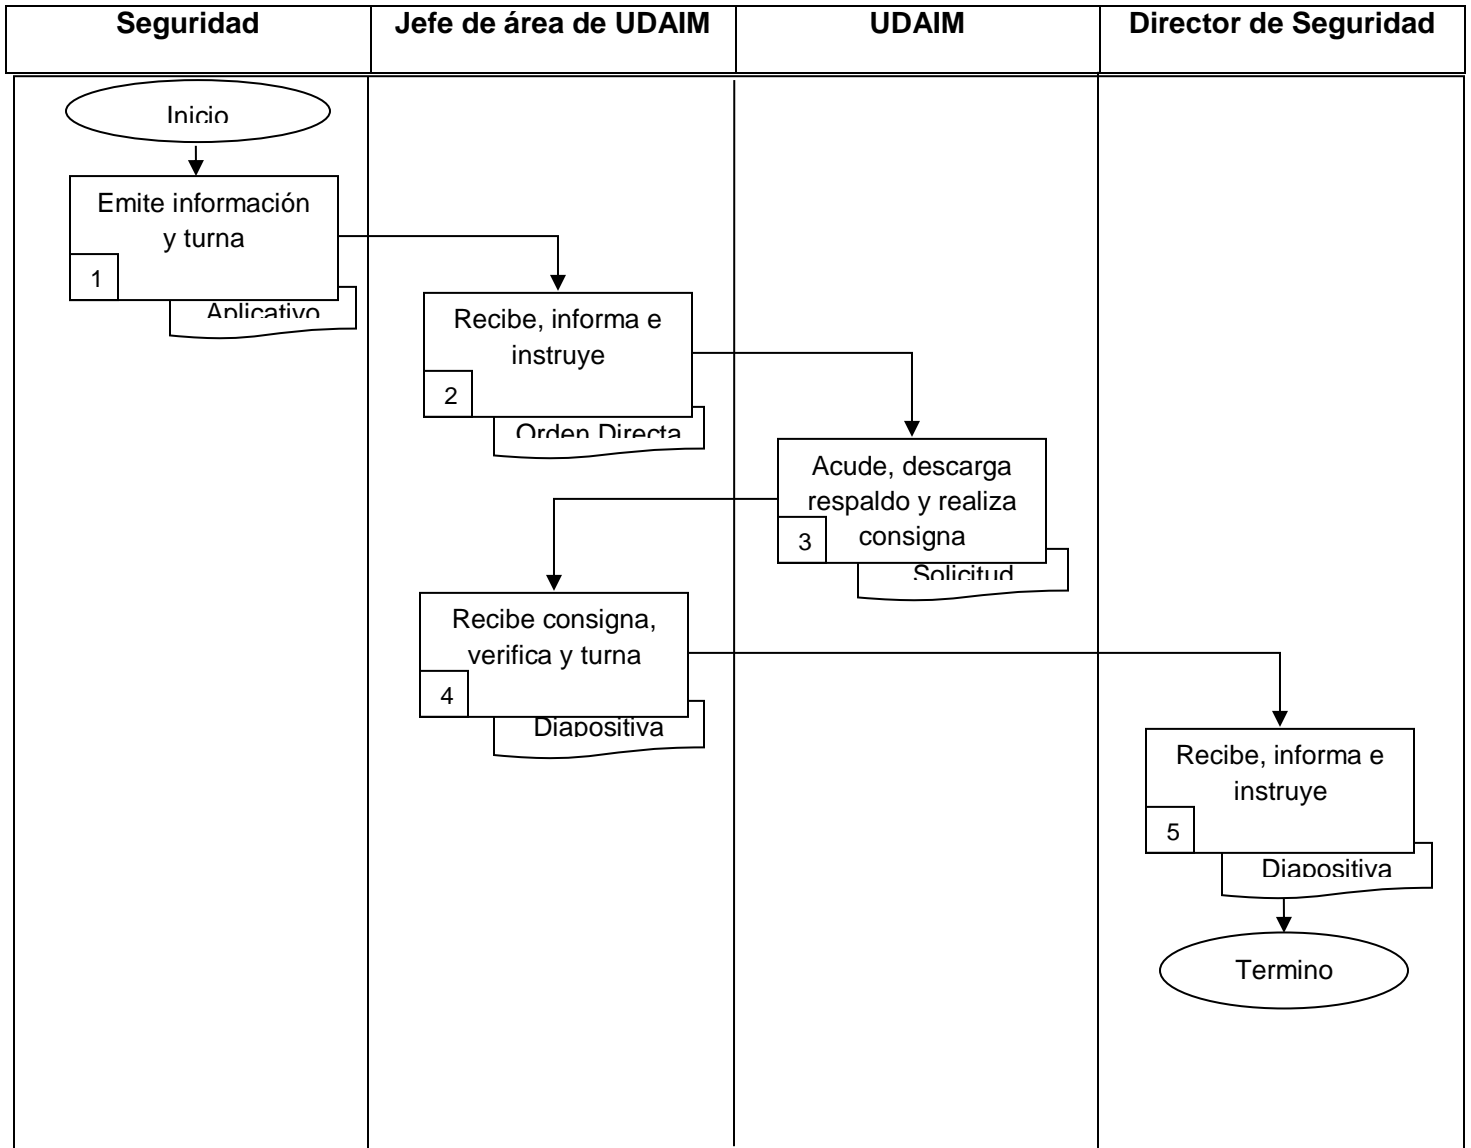 Seguridad
Jefe de área de UDAIM
UDAIM
Director de Seguridad
Inicio
Emite información
y turna
1
Aplicativo
Recibe, informa e
instruye
2
Orden Directa
Acude, descarga
respaldo y realiza
consigna
3
Solicitud
Recibe consigna,
verifica y turna
4
Diapositiva
Recibe, informa e
instruye
5
Diapositiva
Termino